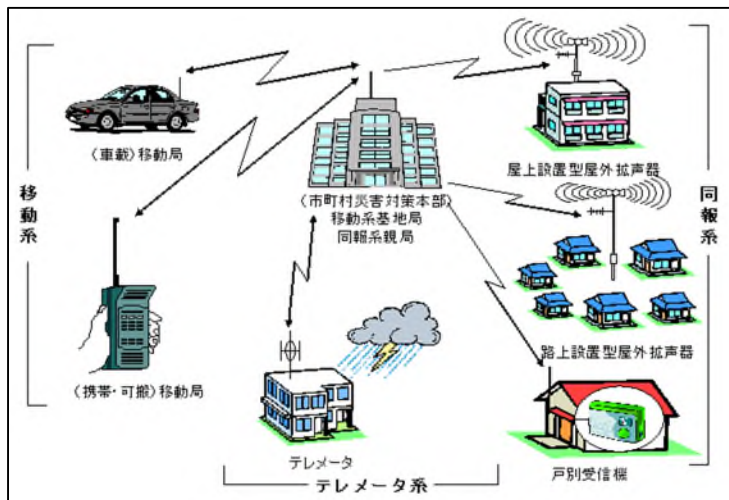 移動系
(車載)移動局
(携帯・可搬)移動局
(市町村災害対策本部)
移動系基地局
同報系親局
テレメータ
テレメータ系
屋上設置型屋外拡声器
路上設置型屋外拡声器
戸別受信機
同報系